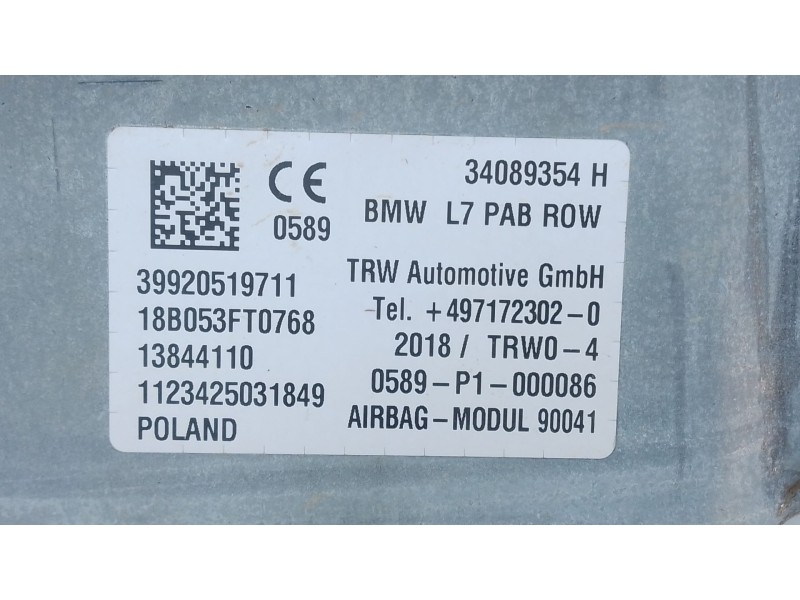 34089354 H
CE
0589
BMW L7 PAB ROW
39920519711
18B053FT0768
13844110
1123425031849
POLAND
TRW Automotive GmbH
Tel. +497172302-0
2018/ TRW0-4
0589-P1-000086
AIRBAG-MODUL 90041